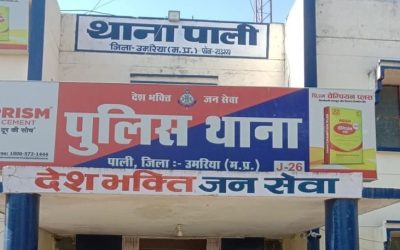 थाना पाली
जिला- उमरिया (म.प्र.)
देश भक्ति जन सेवा
PRISM
CEMENT
दूर की सोच
पुलिस थाना
पाली, जिला :- उमरिया (म.प्र.)
J-26
देश भक्ति जन सेवा